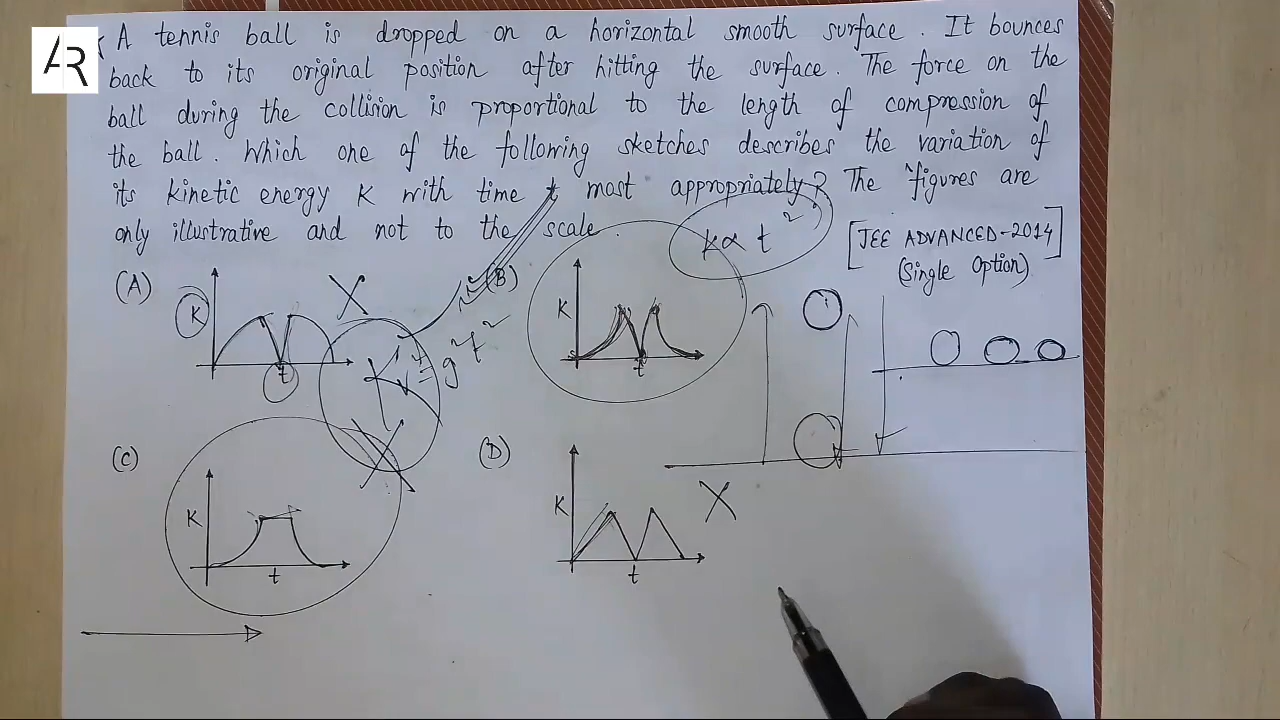 AR
A tennis ball is dropped on a horizontal smooth surface. It bounces
back to its original position after hitting the surface. The force on the
ball during the collision is proportional to the length of compression of
the ball. Which one of the following sketches describes the variation of
its kinetic energy K with time t most appropriately? The figures are
only illustrative and not to the scale.
K α t²
[JEE ADVANCED-2014]
(Single Option)
(A)
K
t
(B)
K
t
v² = g²t²
(C)
K
t
(D)
K
t